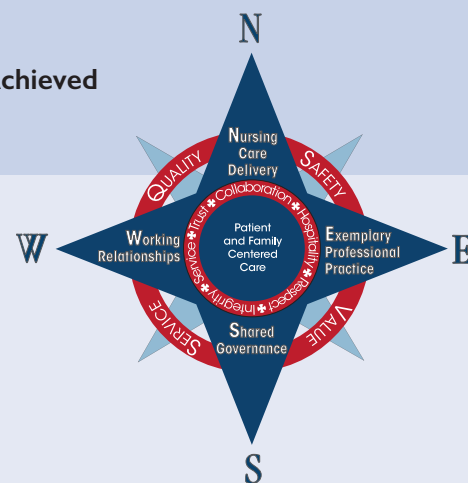 N
chieved
Nursing
Care
Delivery
QUALITY
SAFETY
Trust ✤ Collaboration ✤ Hospitality ✤ Respect ✤ Integrity ✤ Service ✤
W
Working
Relationships
Patient
and Family
Centered
Care
Exemplary
Professional
Practice
E
SERVICE
VALUE
Shared
Governance
S